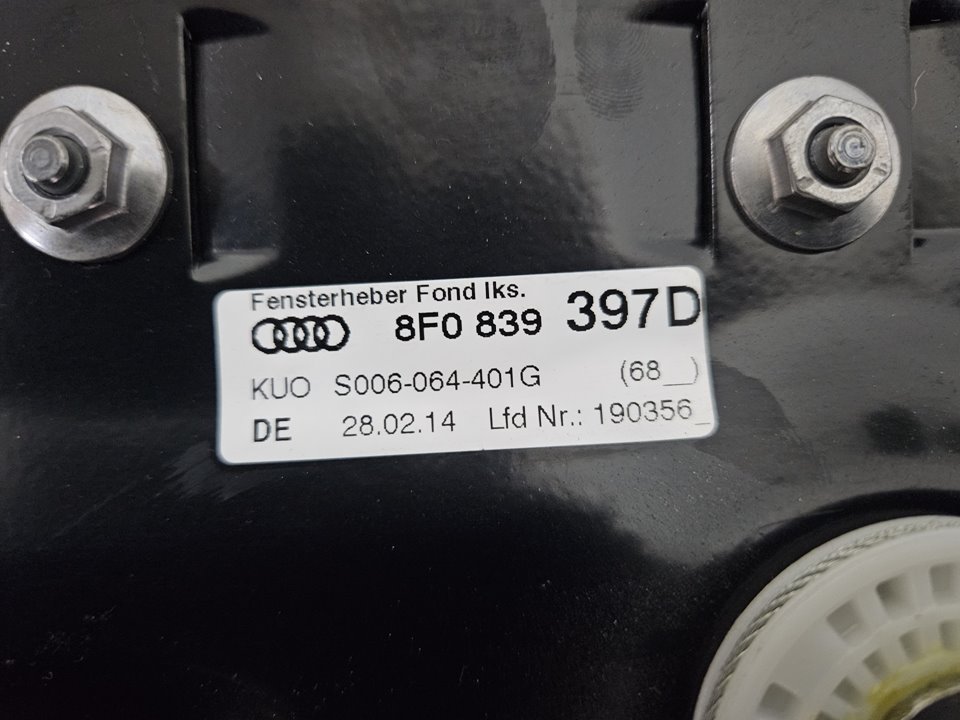 Fensterheber Fond lks.
8F0 839 397D
KUO S006-064-401G (68__)
DE 28.02.14 Lfd Nr.: 190356_